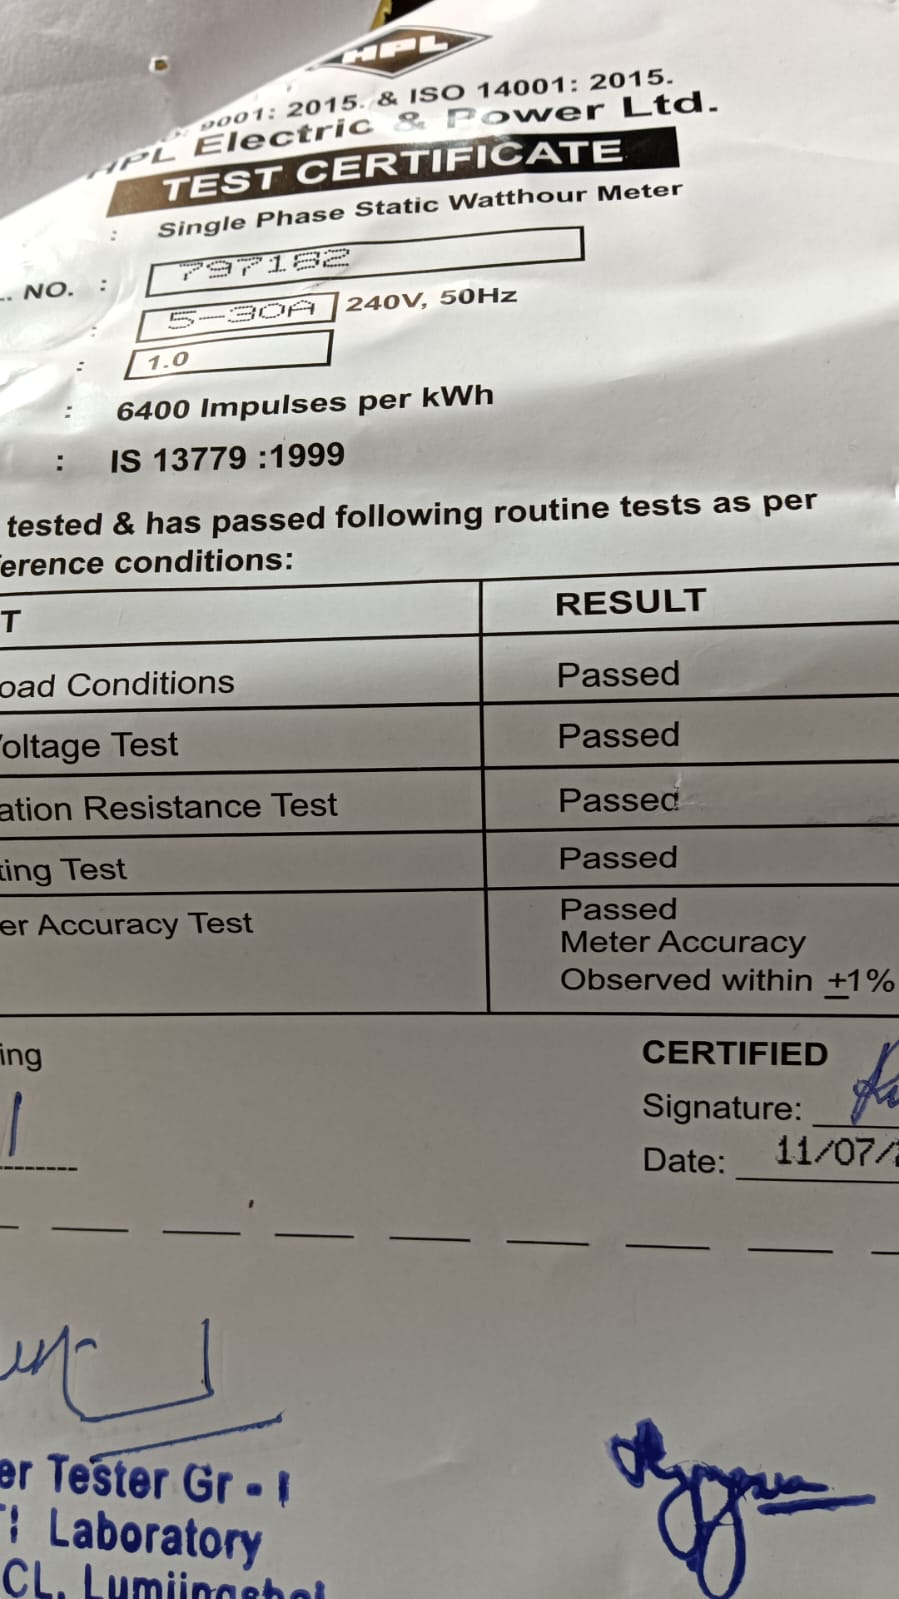 HPL
9001: 2015. & ISO 14001: 2015.
HPL Electric & Power Ltd.
TEST CERTIFICATE
: Single Phase Static Watthour Meter
NO. : 797182
: 5-30A 240V, 50Hz
: 1.0
: 6400 Impulses per kWh
: IS 13779 :1999
tested & has passed following routine tests as per
erence conditions:
T RESULT
oad Conditions Passed
oltage Test Passed
ation Resistance Test Passed
ting Test Passed
er Accuracy Test Passed
Meter Accuracy
Observed within ±1%
ing CERTIFIED
Signature:
Date: 11/07/
er Tester Gr - I
Laboratory
CL, Lumjingshai